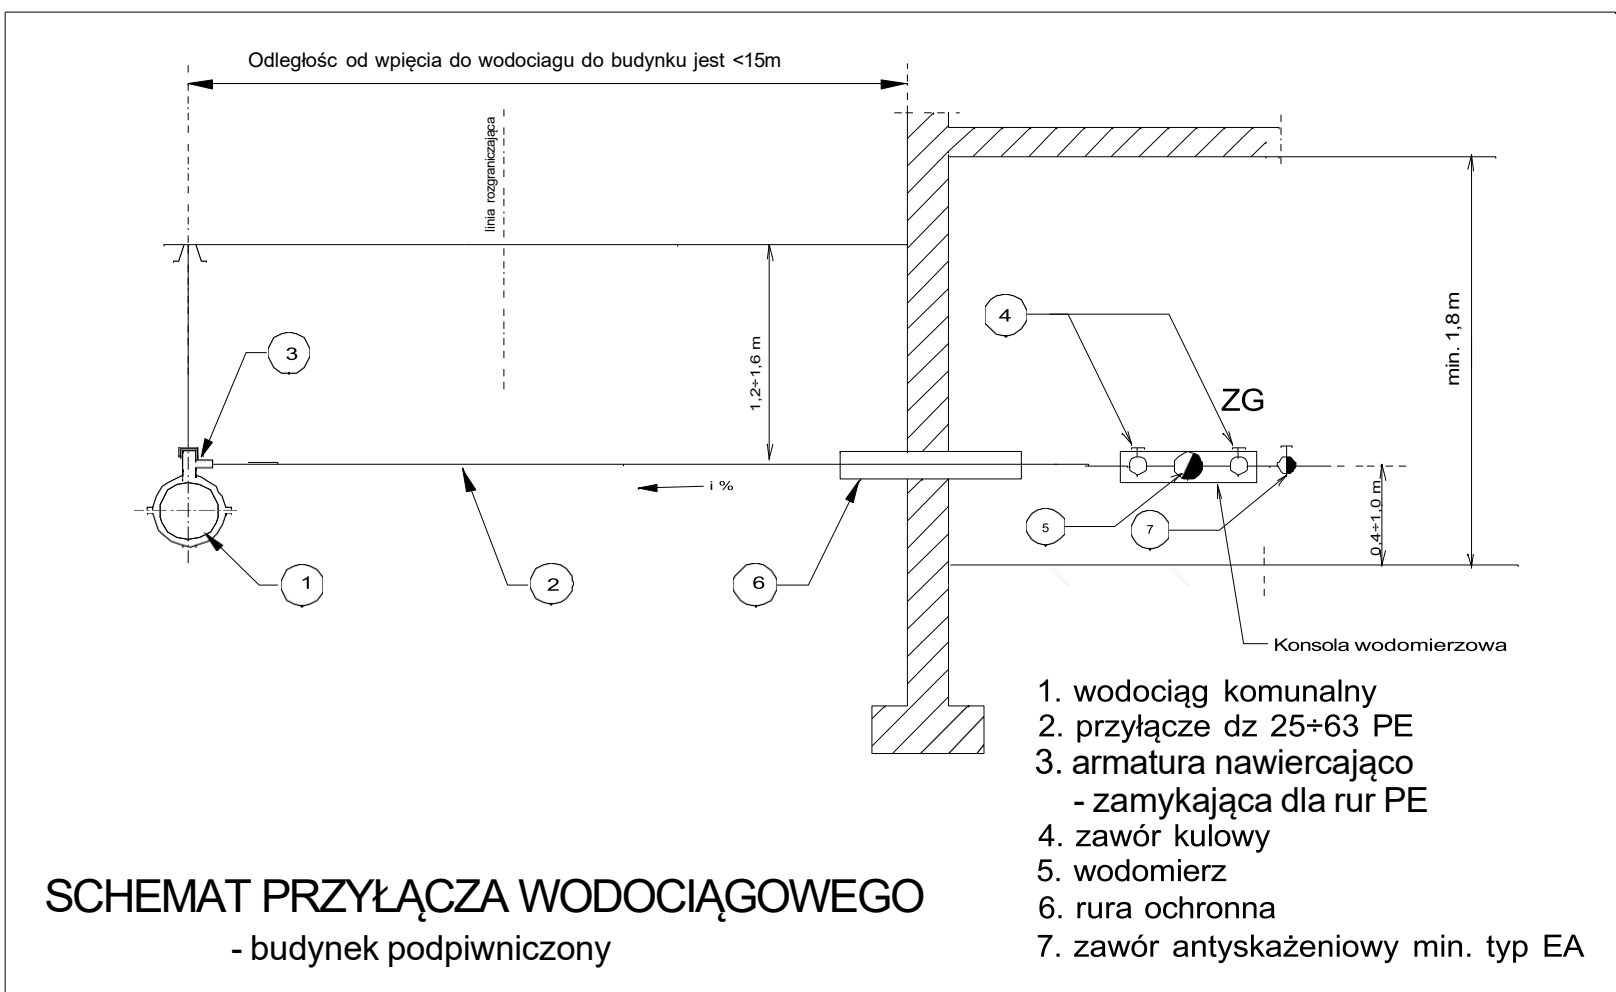 Odległośc od wpięcia do wodociagu do budynku jest <15m
linia rozgraniczająca
3
1,2÷1,6 m
4
min. 1,8m
ZG
i %
5
7
0,4÷1.0 m
1
2
6
Konsola wodomierzowa
1. wodociąg komunalny
2. przyłącze dz 25÷63 PE
3. armatura nawiercająco
- zamykająca dla rur PE
4. zawór kulowy
5. wodomierz
6. rura ochronna
7. zawór antyskażeniowy min. typ EA
SCHEMAT PRZYŁĄCZA WODOCIĄGOWEGO
- budynek podpiwniczony